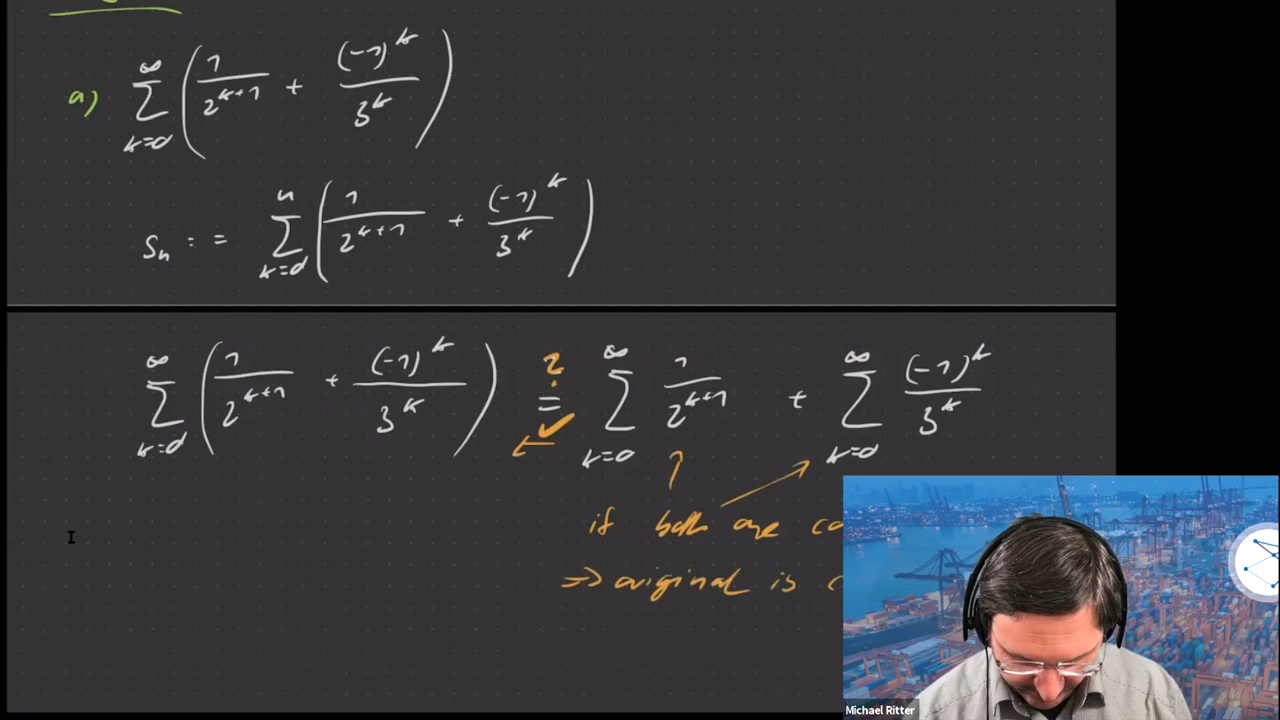 a) ∑_{k=0}^{∞} ( 1/2^{k+1} + (-1)^k/3^k )
S_n := ∑_{k=0}^{n} ( 1/2^{k+1} + (-1)^k/3^k )
∑_{k=0}^{∞} ( 1/2^{k+1} + (-1)^k/3^k ) ?= ∑_{k=0}^{∞} 1/2^{k+1} + ∑_{k=0}^{∞} (-1)^k/3^k
← ✓
if both are co
=> original is c
Michael Ritter